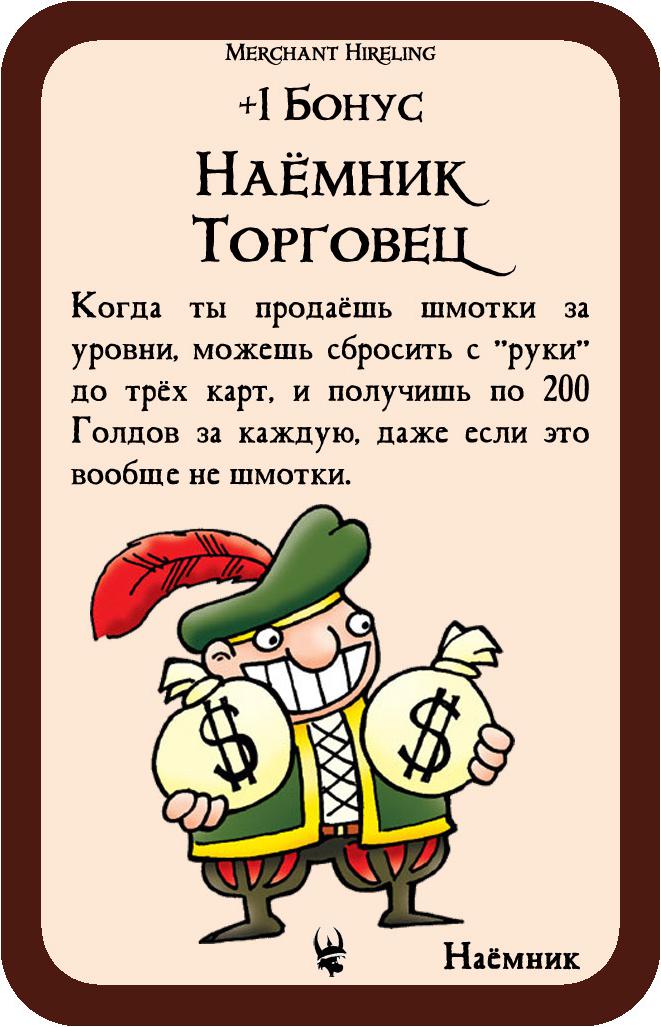 Merchant Hireling
+1 Бонус
Наёмник
Торговец
Когда ты продаёшь шмотки за
уровни, можешь сбросить с "руки"
до трёх карт, и получишь по 200
Голдов за каждую, даже если это
вообще не шмотки.
$ $
Наёмник